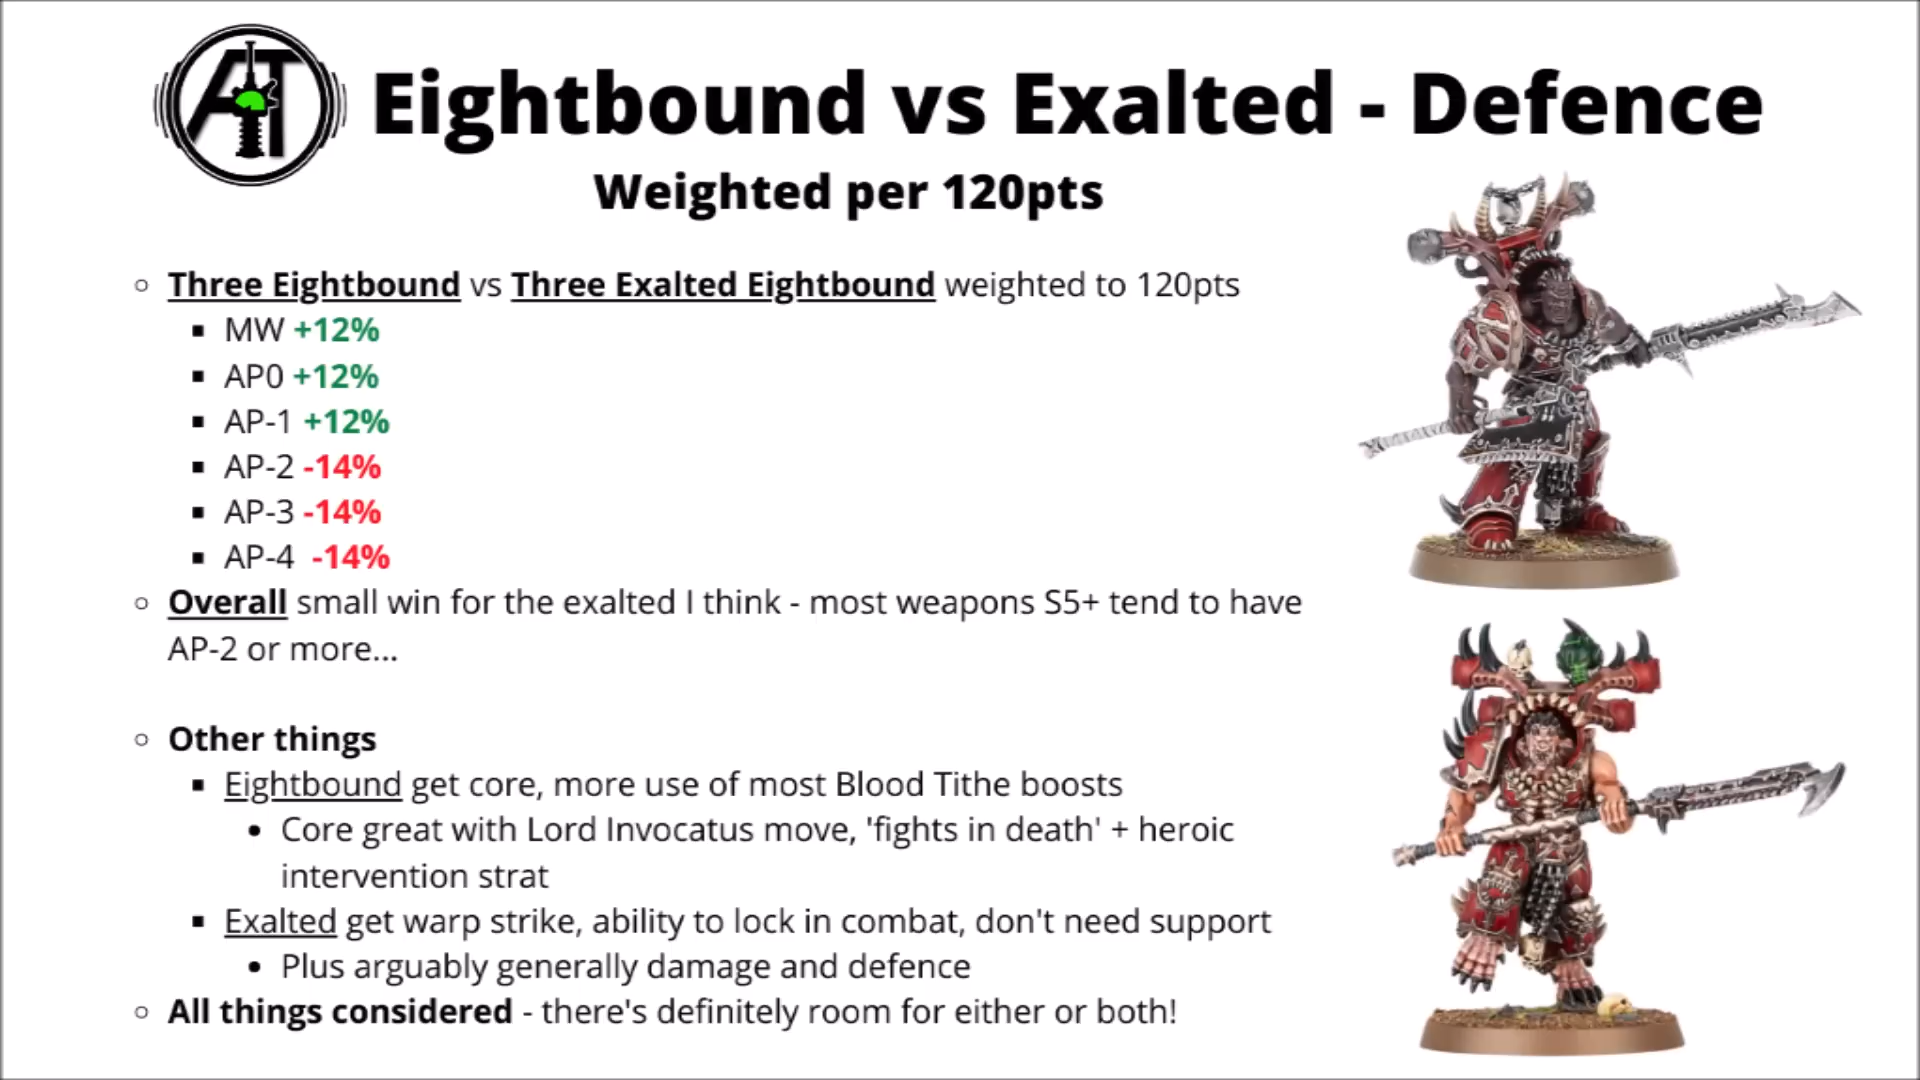 AT
Eightbound vs Exalted - Defence
Weighted per 120pts
Three Eightbound vs Three Exalted Eightbound weighted to 120pts
MW +12%
AP0 +12%
AP-1 +12%
AP-2 -14%
AP-3 -14%
AP-4 -14%
Overall small win for the exalted I think - most weapons S5+ tend to have
AP-2 or more...
Other things
Eightbound get core, more use of most Blood Tithe boosts
Core great with Lord Invocatus move, 'fights in death' + heroic
intervention strat
Exalted get warp strike, ability to lock in combat, don't need support
Plus arguably generally damage and defence
All things considered - there's definitely room for either or both!